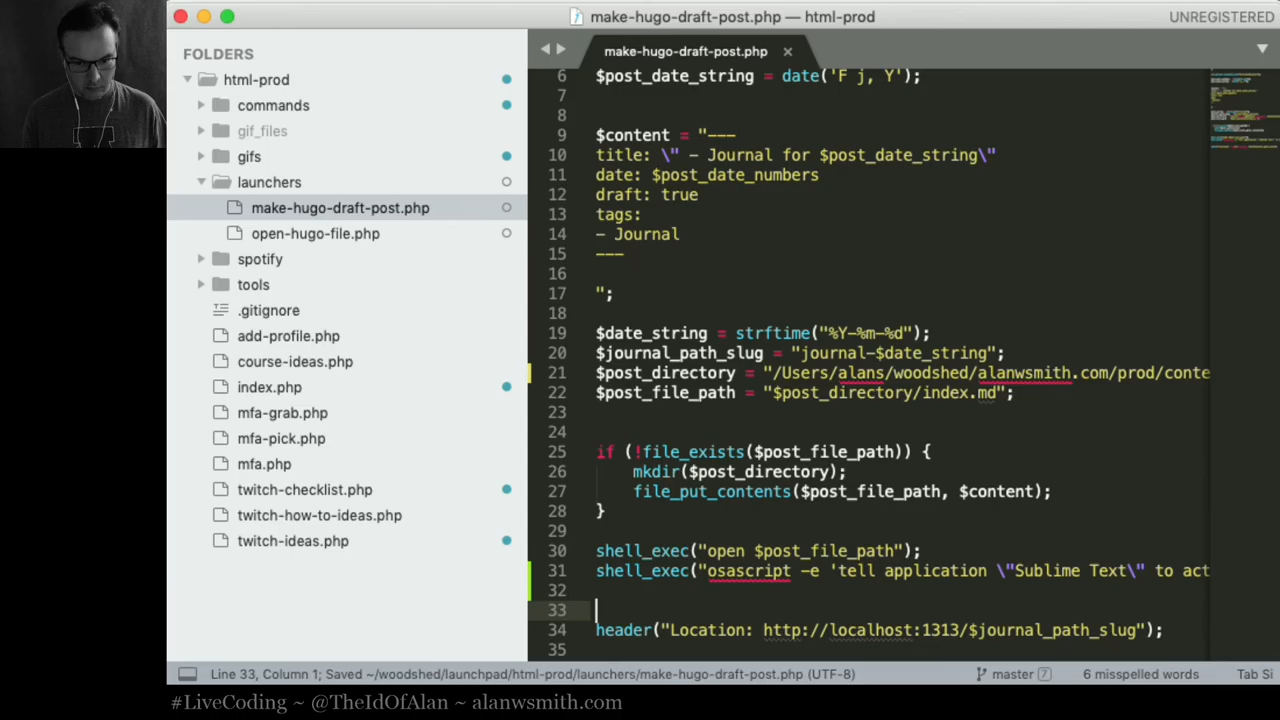 make-hugo-draft-post.php — html-prod
UNREGISTERED
FOLDERS
html-prod
commands
gif_files
gifs
launchers
make-hugo-draft-post.php
open-hugo-file.php
spotify
tools
.gitignore
add-profile.php
course-ideas.php
index.php
mfa-grab.php
mfa-pick.php
mfa.php
twitch-checklist.php
twitch-how-to-ideas.php
twitch-ideas.php
make-hugo-draft-post.php ×
6 $post_date_string = date('F j, Y');
7
8
9 $content = "---
10 title: \" - Journal for $post_date_string\"
11 date: $post_date_numbers
12 draft: true
13 tags:
14 - Journal
15 ---
16
17 ";
18
19 $date_string = strftime("%Y-%m-%d");
20 $journal_path_slug = "journal-$date_string";
21 $post_directory = "/Users/alans/woodshed/alanwsmith.com/prod/conte
22 $post_file_path = "$post_directory/index.md";
23
24
25 if (!file_exists($post_file_path)) {
26 mkdir($post_directory);
27 file_put_contents($post_file_path, $content);
28 }
29
30 shell_exec("open $post_file_path");
31 shell_exec("osascript -e 'tell application \"Sublime Text\" to act
32
33
34 header("Location: http://localhost:1313/$journal_path_slug");
35
Line 33, Column 1; Saved ~/woodshed/launchpad/html-prod/launchers/make-hugo-draft-post.php (UTF-8)
master 7
6 misspelled words
Tab Si
#LiveCoding ~ @TheIdOfAlan ~ alanwsmith.com